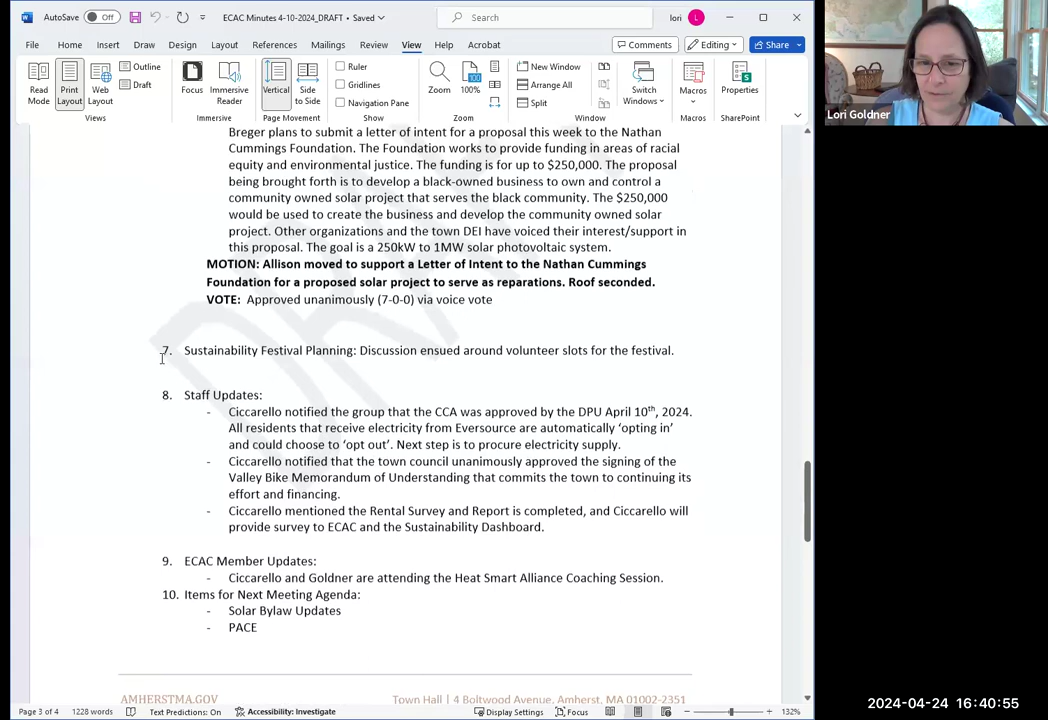 AutoSave Off ECAC Minutes 4-10-2024_DRAFT • Saved Search lori L
File Home Insert Draw Design Layout References Mailings Review View Help Acrobat Comments Editing Share
Read Mode Print Layout Web Layout Outline Draft Focus Immersive Reader Vertical Side to Side Ruler Gridlines Navigation Pane Zoom 100% New Window Arrange All Split Switch Windows Macros Properties
Views Immersive Page Movement Show Zoom Window Macros SharePoint
Lori Goldner
Breger plans to submit a letter of intent for a proposal this week to the Nathan
Cummings Foundation. The Foundation works to provide funding in areas of racial
equity and environmental justice. The funding is for up to $250,000. The proposal
being brought forth is to develop a black-owned business to own and control a
community owned solar project that serves the black community. The $250,000
would be used to create the business and develop the community owned solar
project. Other organizations and the town DEI have voiced their interest/support in
this proposal. The goal is a 250kW to 1MW solar photovoltaic system.
MOTION: Allison moved to support a Letter of Intent to the Nathan Cummings
Foundation for a proposed solar project to serve as reparations. Roof seconded.
VOTE: Approved unanimously (7-0-0) via voice vote
7. Sustainability Festival Planning: Discussion ensued around volunteer slots for the festival.
8. Staff Updates:
- Ciccarello notified the group that the CCA was approved by the DPU April 10th, 2024.
All residents that receive electricity from Eversource are automatically ‘opting in’
and could choose to ‘opt out’. Next step is to procure electricity supply.
- Ciccarello notified that the town council unanimously approved the signing of the
Valley Bike Memorandum of Understanding that commits the town to continuing its
effort and financing.
- Ciccarello mentioned the Rental Survey and Report is completed, and Ciccarello will
provide survey to ECAC and the Sustainability Dashboard.
9. ECAC Member Updates:
- Ciccarello and Goldner are attending the Heat Smart Alliance Coaching Session.
10. Items for Next Meeting Agenda:
- Solar Bylaw Updates
- PACE
AMHERSTMA.GOV Town Hall | 4 Boltwood Avenue, Amherst, MA 01002-2351
Page 3 of 4 1228 words Text Predictions: On Accessibility: Investigate Display Settings Focus 132%
2024-04-24 16:40:55